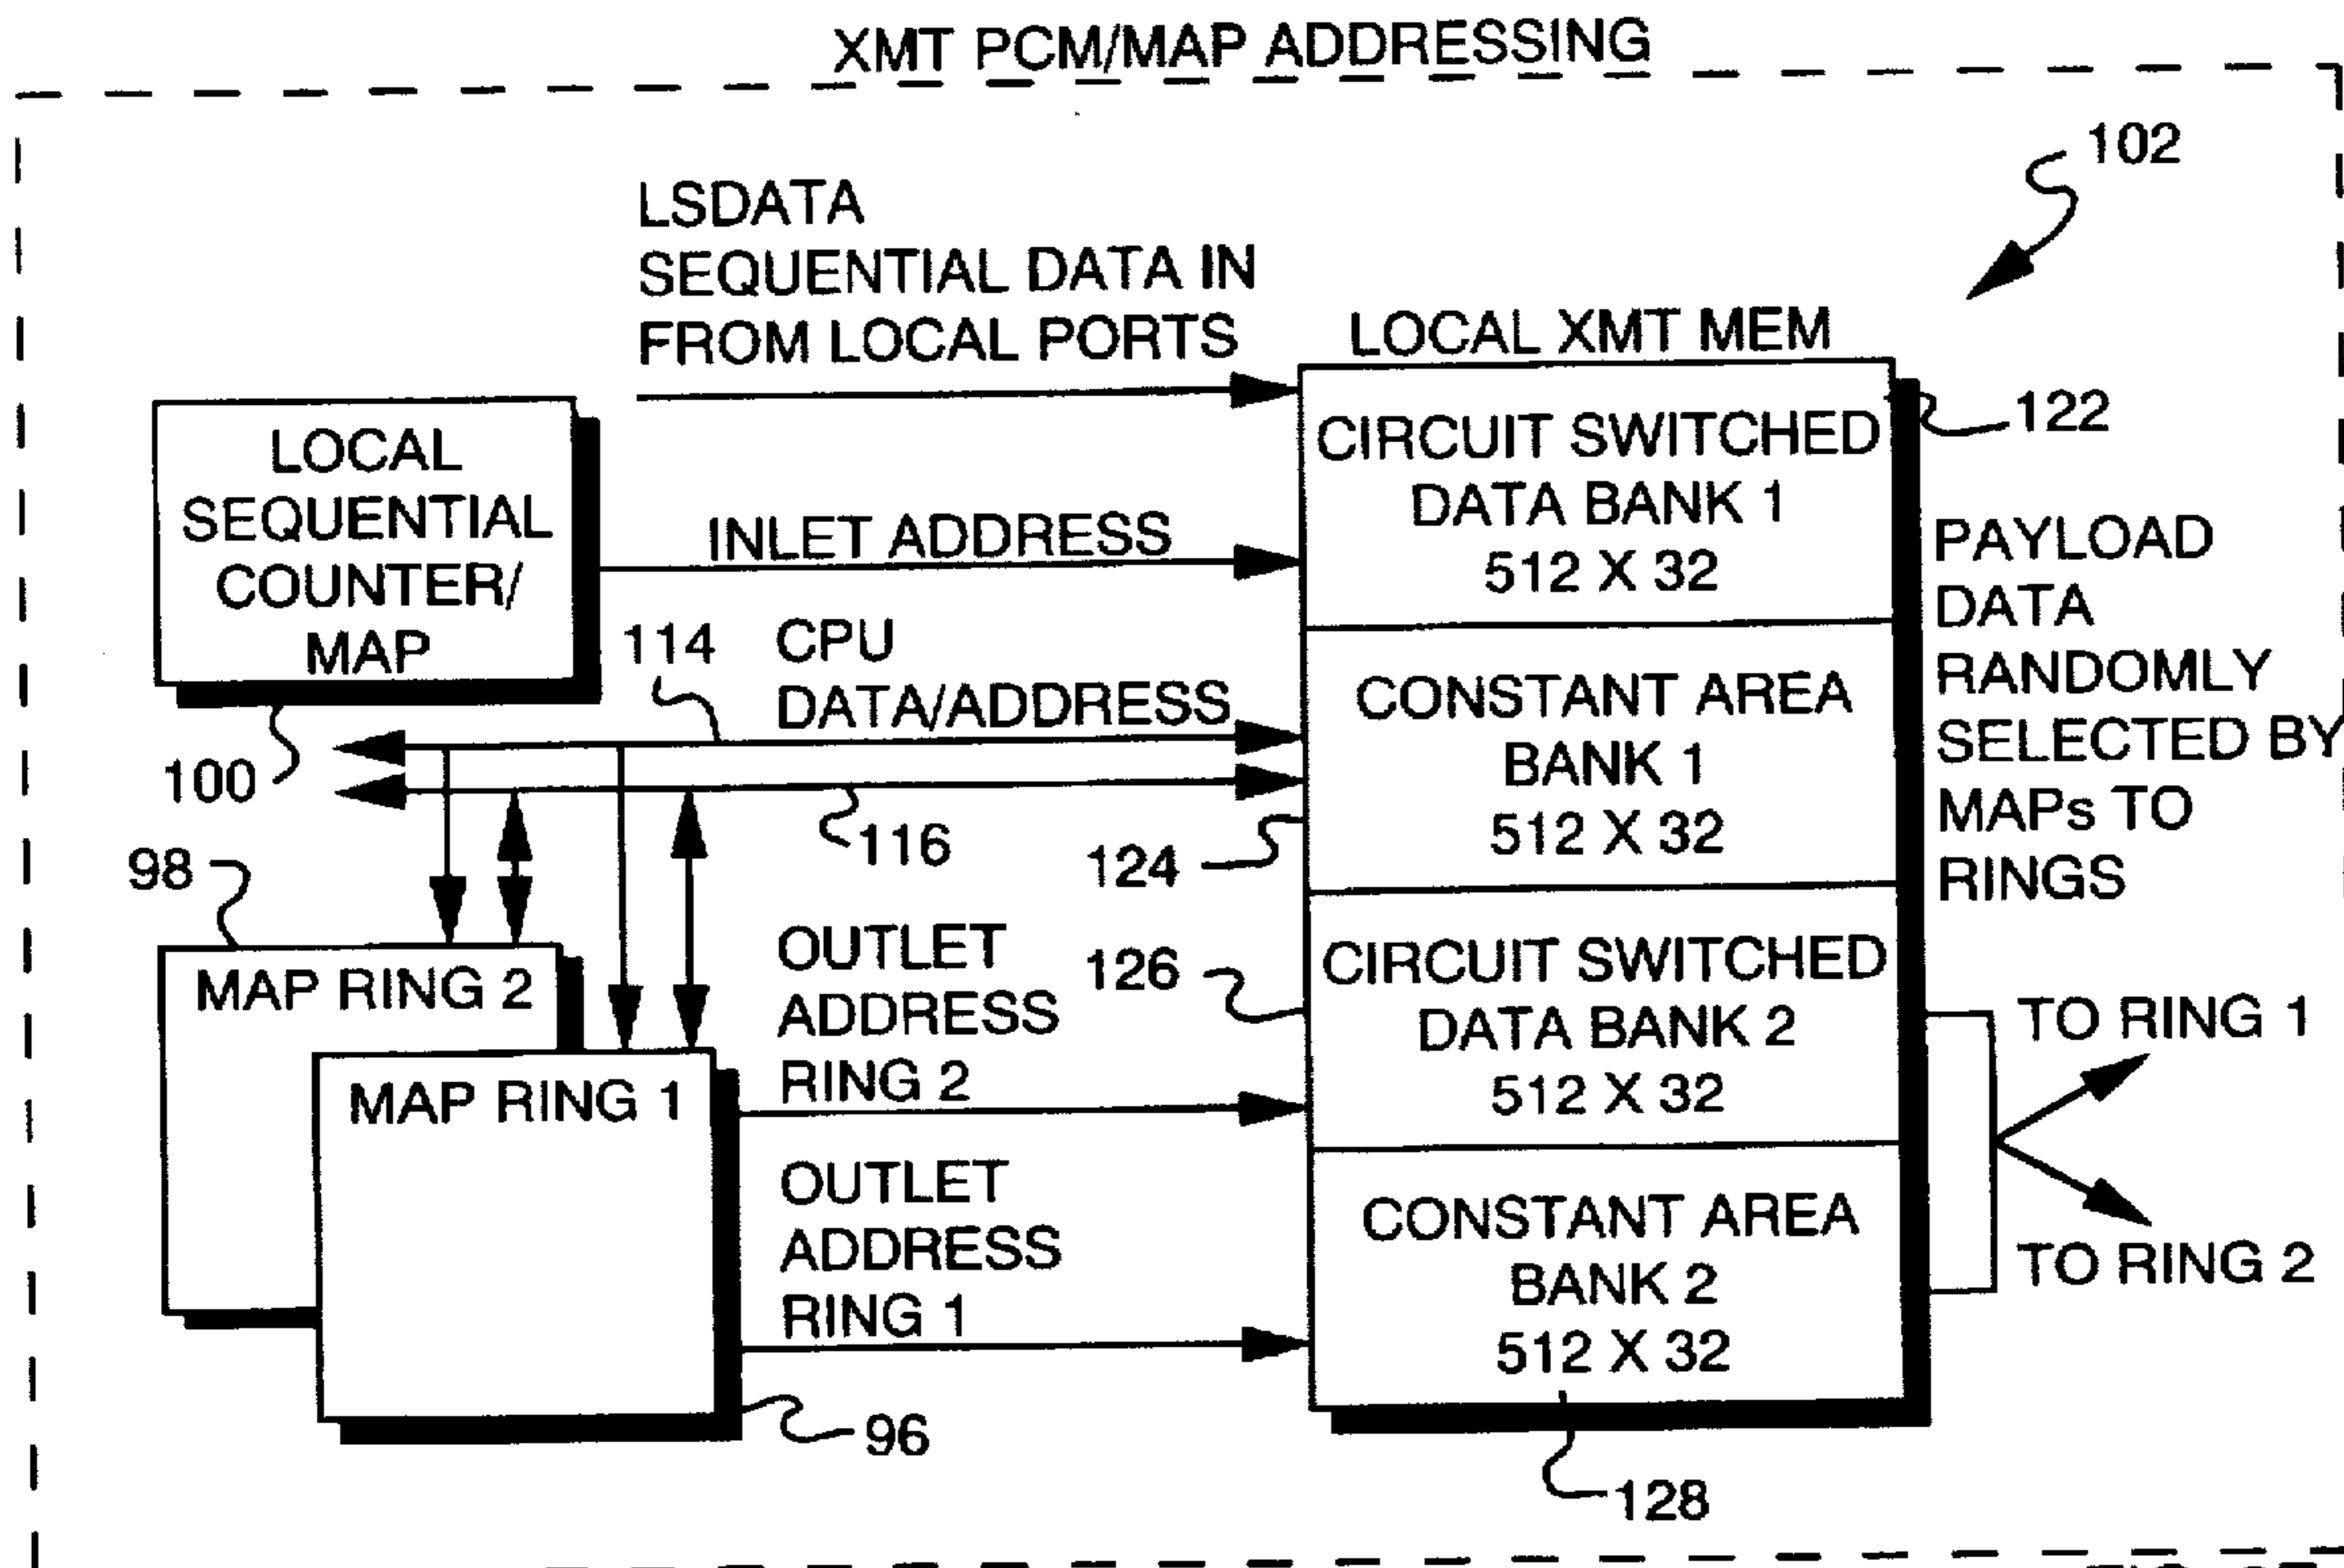 XMT PCM/MAP ADDRESSING
102
LSDATA
SEQUENTIAL DATA IN
FROM LOCAL PORTS
LOCAL XMT MEM
LOCAL
SEQUENTIAL
COUNTER/
MAP
100
INLET ADDRESS
CIRCUIT SWITCHED
DATA BANK 1
512 X 32
122
114
CPU
DATA/ADDRESS
116
CONSTANT AREA
BANK 1
512 X 32
124
PAYLOAD
DATA
RANDOMLY
SELECTED BY
MAPs TO
RINGS
98
MAP RING 2
MAP RING 1
96
OUTLET
ADDRESS
RING 2
126
CIRCUIT SWITCHED
DATA BANK 2
512 X 32
OUTLET
ADDRESS
RING 1
CONSTANT AREA
BANK 2
512 X 32
128
TO RING 1
TO RING 2